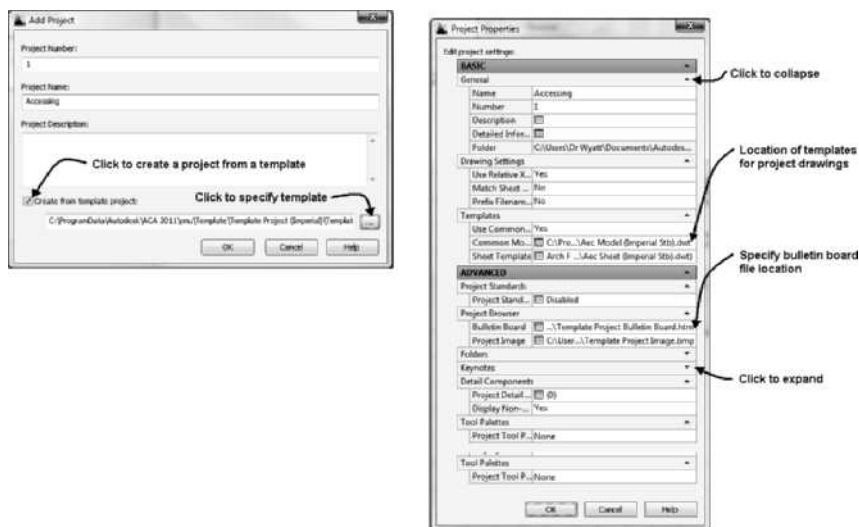 Add Project
Project Number:
1
Project Name:
Accessing
Project Description:
Click to create a project from a template
Click to specify template
Create from template project:
C:\ProgramData\Autodesk\ACA 2011\enu\Template\Template Project (Imperial)\Templat
...
OK Cancel Help
Project Properties
Edit project settings:
BASIC
General
Name Accessing
Number 1
Description
Detailed Infor...
Folder C:\Users\Dr Wyatt\Documents\Autodes...
Drawing Settings
Use Relative X... Yes
Match Sheet ... No
Prefix Filenam... No
Templates
Use Common... Yes
Common Mo... C:\Pro...\Aec Model (Imperial Stb).dwt
Sheet Template Arch F ...\Aec Sheet (Imperial Stb).dwt)
ADVANCED
Project Standards
Project Stand... Disabled
Project Browser
Bulletin Board ...\Template Project Bulletin Board.htm
Project Image C:\User...\Template Project Image.bmp
Folders
Keynotes
Detail Components
Project Detail... (0)
Display Non-... Yes
Tool Palettes
Project Tool P... None
Tool Palettes
Project Tool P... None
OK Cancel Help
Click to collapse
Location of templates
for project drawings
Specify bulletin board
file location
Click to expand